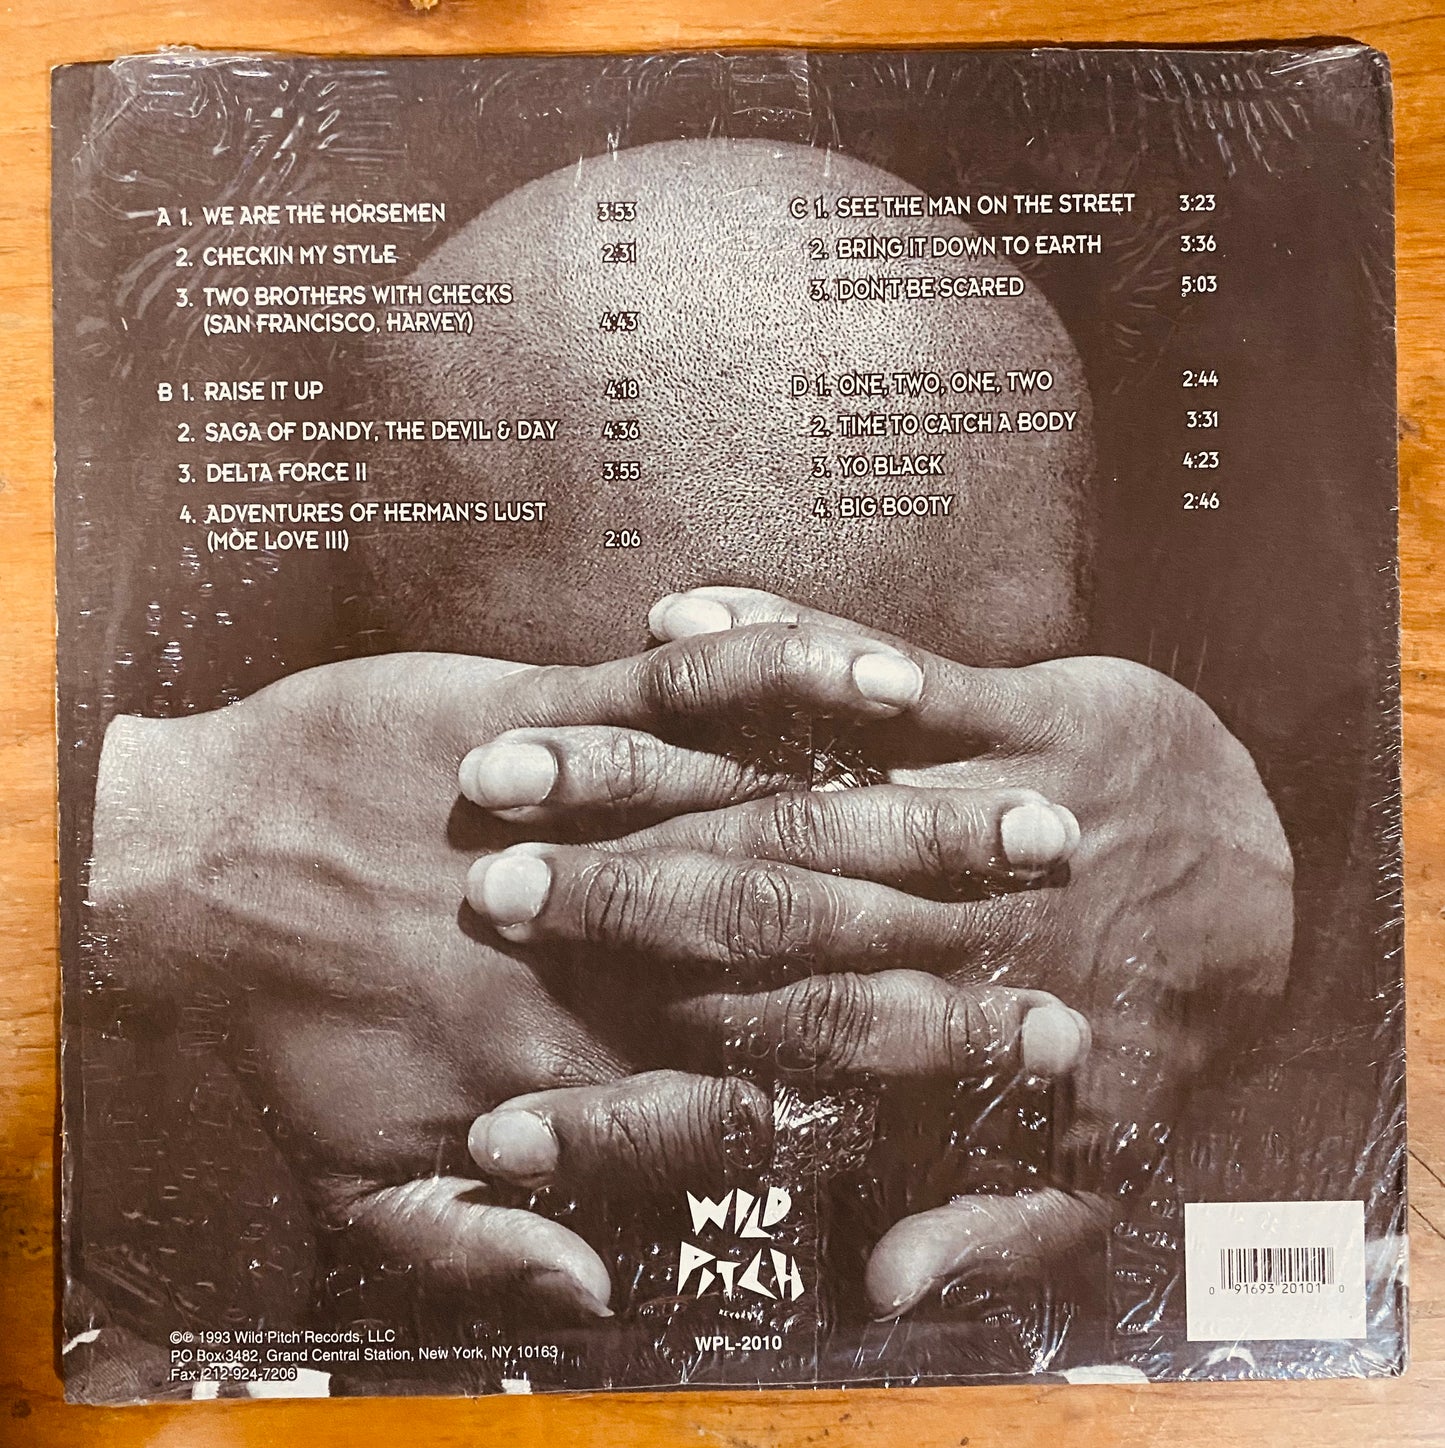 A 1. WE ARE THE HORSEMEN 3:53
2. CHECKIN MY STYLE 2:31
3. TWO BROTHERS WITH CHECKS
(SAN FRANCISCO, HARVEY) 4:43
B 1. RAISE IT UP 4:18
2. SAGA OF DANDY, THE DEVIL & DAY 4:36
3. DELTA FORCE II 3:55
4. ADVENTURES OF HERMAN'S LUST
(MOE LOVE III) 2:06
C 1. SEE THE MAN ON THE STREET 3:23
2. BRING IT DOWN TO EARTH 3:36
3. DON'T BE SCARED 5:03
D 1. ONE, TWO, ONE, TWO 2:44
2. TIME TO CATCH A BODY 3:31
3. YO BLACK 4:23
4. BIG BOOTY 2:46
WILD
PITCH
RECORDS
WPL-2010
©℗ 1993 Wild Pitch Records, LLC
PO Box 3482, Grand Central Station, New York, NY 10163
Fax: 212-924-7206
0 91693 20101 0